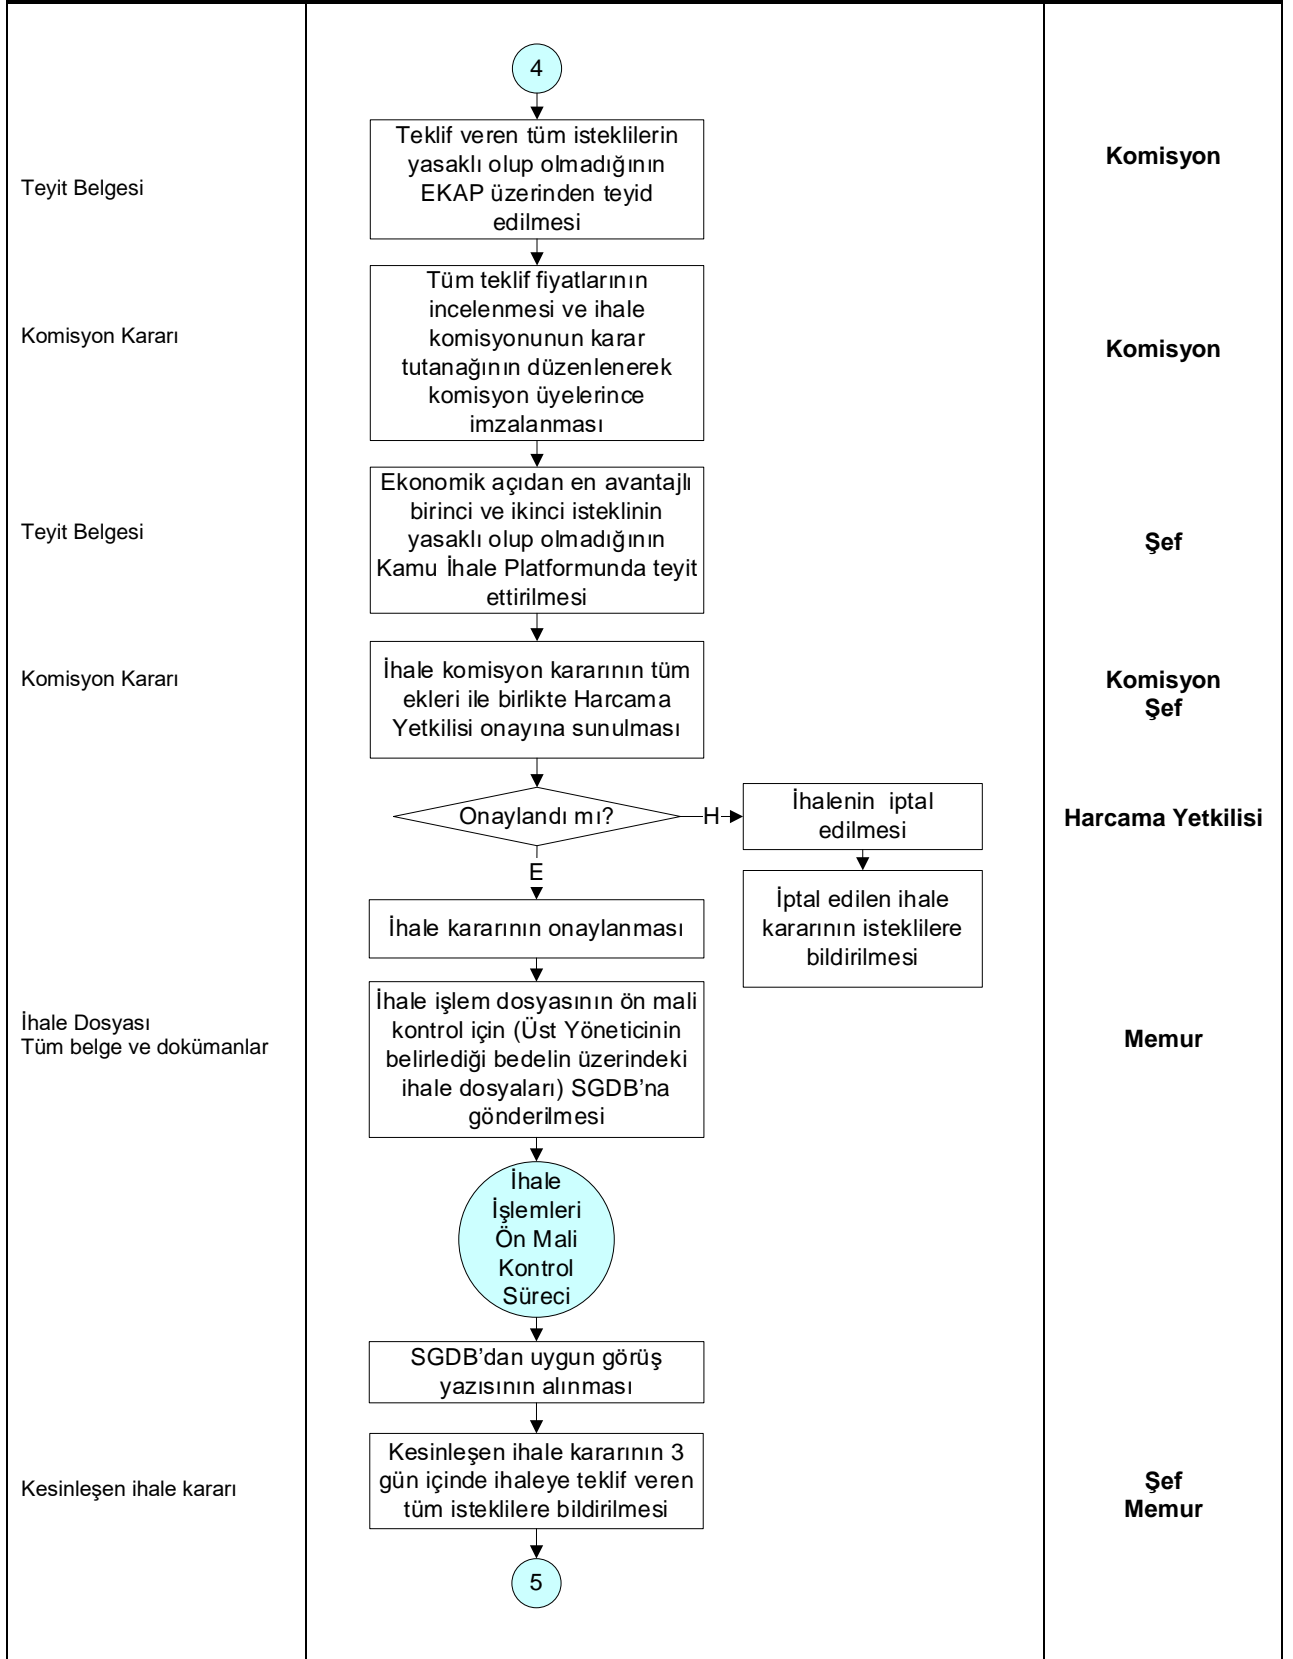 4
Teklif veren tüm isteklilerin
yasaklı olup olmadığının
EKAP üzerinden teyid
edilmesi
Teyit Belgesi
Komisyon
Tüm teklif fiyatlarının
incelenmesi ve ihale
komisyonunun karar
tutanağının düzenlenerek
komisyon üyelerince
imzalanması
Komisyon Kararı
Komisyon
Ekonomik açıdan en avantajlı
birinci ve ikinci isteklinin
yasaklı olup olmadığının
Kamu İhale Platformunda teyit
ettirilmesi
Teyit Belgesi
Şef
İhale komisyon kararının tüm
ekleri ile birlikte Harcama
Yetkilisi onayına sunulması
Komisyon Kararı
Komisyon
Şef
Onaylandı mı?
H
İhalenin iptal
edilmesi
Harcama Yetkilisi
E
İptal edilen ihale
kararının isteklilere
bildirilmesi
İhale kararının onaylanması
İhale işlem dosyasının ön mali
kontrol için (Üst Yöneticinin
belirlediği bedelin üzerindeki
ihale dosyaları) SGDB’na
gönderilmesi
İhale Dosyası
Tüm belge ve dokümanlar
Memur
İhale
İşlemleri
Ön Mali
Kontrol
Süreci
SGDB’dan uygun görüş
yazısının alınması
Kesinleşen ihale kararının 3
gün içinde ihaleye teklif veren
tüm isteklilere bildirilmesi
Kesinleşen ihale kararı
Şef
Memur
5